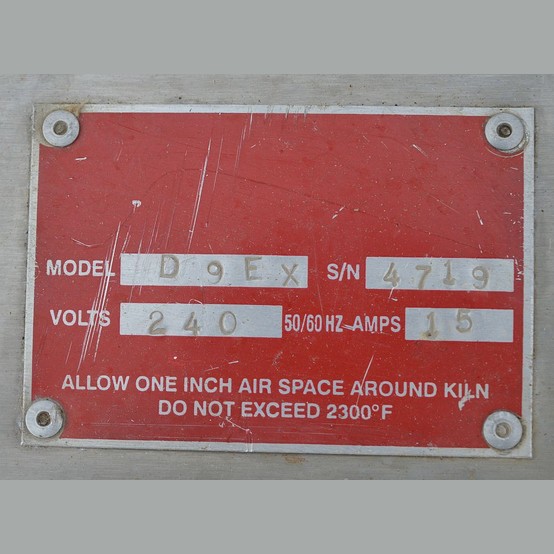 MODEL D9EX S/N 4719
VOLTS 240 50/60 HZ AMPS 15
ALLOW ONE INCH AIR SPACE AROUND KILN
DO NOT EXCEED 2300°F